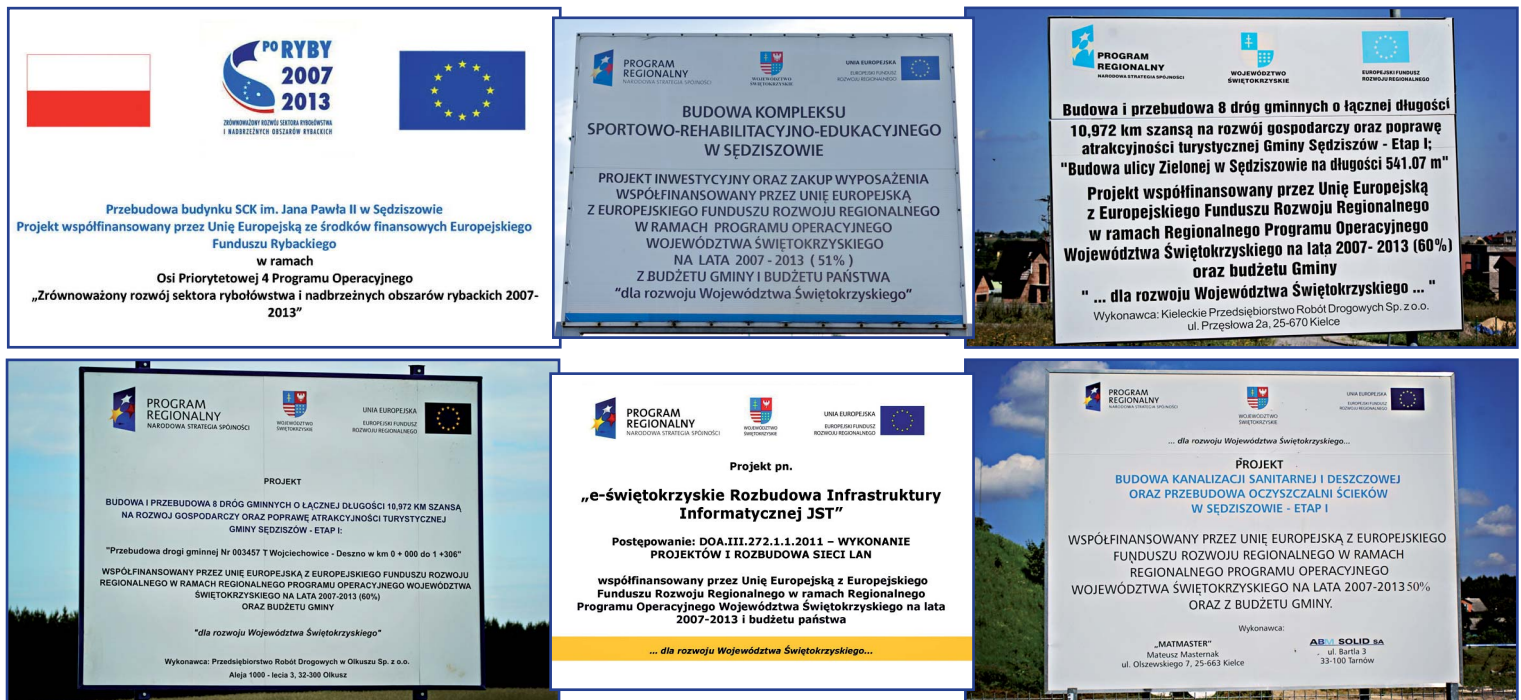 PO RYBY
2007
2013
ZRÓWNOWAŻONY ROZWÓJ SEKTORA RYBOŁÓWSTWA
I NADBRZEŻNYCH OBSZARÓW RYBACKICH
Przebudowa budynku SCK im. Jana Pawła II w Sędziszowie
Projekt współfinansowany przez Unię Europejską ze środków finansowych Europejskiego
Funduszu Rybackiego
w ramach
Osi Priorytetowej 4 Programu Operacyjnego
„Zrównoważony rozwój sektora rybołówstwa i nadbrzeżnych obszarów rybackich 2007-
2013”
PROGRAM
REGIONALNY
NARODOWA STRATEGIA SPÓJNOŚCI
WOJEWÓDZTWO
ŚWIĘTOKRZYSKIE
UNIA EUROPEJSKA
EUROPEJSKI FUNDUSZ
ROZWOJU REGIONALNEGO
BUDOWA KOMPLEKSU
SPORTOWO-REHABILITACYJNO-EDUKACYJNEGO
W SĘDZISZOWIE
PROJEKT INWESTYCYJNY ORAZ ZAKUP WYPOSAŻENIA
WSPÓŁFINANSOWANY PRZEZ UNIĘ EUROPEJSKĄ
Z EUROPEJSKIEGO FUNDUSZU ROZWOJU REGIONALNEGO
W RAMACH PROGRAMU OPERACYJNEGO
WOJEWÓDZTWA ŚWIĘTOKRZYSKIEGO
NA LATA 2007 - 2013 ( 51% )
Z BUDŻETU GMINY I BUDŻETU PAŃSTWA
"dla rozwoju Województwa Świętokrzyskiego"
PROGRAM
REGIONALNY
NARODOWA STRATEGIA SPÓJNOŚCI
WOJEWÓDZTWO
ŚWIĘTOKRZYSKIE
EUROPEJSKI FUNDUSZ
ROZWOJU REGIONALNEGO
Budowa i przebudowa 8 dróg gminnych o łącznej długości
10,972 km szansą na rozwój gospodarczy oraz poprawę
atrakcyjności turystycznej Gminy Sędziszów - Etap I;
"Budowa ulicy Zielonej w Sędziszowie na długości 541.07 m"
Projekt współfinansowany przez Unię Europejską
z Europejskiego Funduszu Rozwoju Regionalnego
w ramach Regionalnego Programu Operacyjnego
Województwa Świętokrzyskiego na lata 2007- 2013 (60%)
oraz budżetu Gminy
" ... dla rozwoju Województwa Świętokrzyskiego ... "
Wykonawca: Kieleckie Przedsiębiorstwo Robót Drogowych Sp. z o.o.
ul. Przęsłowa 2a, 25-670 Kielce
PROGRAM
REGIONALNY
NARODOWA STRATEGIA SPÓJNOŚCI
WOJEWÓDZTWO
ŚWIĘTOKRZYSKIE
UNIA EUROPEJSKA
EUROPEJSKI FUNDUSZ
ROZWOJU REGIONALNEGO
PROJEKT
BUDOWA I PRZEBUDOWA 8 DRÓG GMINNYCH O ŁĄCZNEJ DŁUGOŚCI 10,972 KM SZANSĄ
NA ROZWOJ GOSPODARCZY ORAZ POPRAWĘ ATRAKCYJNOŚCI TURYSTYCZNEJ
GMINY SĘDZISZÓW - ETAP I:
"Przebudowa drogi gminnej Nr 003457 T Wojciechowice - Deszno w km 0 + 000 do 1 +306"
WSPÓŁFINANSOWANY PRZEZ UNIĘ EUROPEJSKĄ Z EUROPEJSKIEGO FUNDUSZU ROZWOJU
REGIONALNEGO W RAMACH REGIONALNEGO PROGRAMU OPERACYJNEGO WOJEWÓDZTWA
ŚWIĘTOKRZYSKIEGO NA LATA 2007-2013 (60%)
ORAZ BUDŻETU GMINY
"dla rozwoju Województwa Świętokrzyskiego"
Wykonawca: Przedsiębiorstwo Robót Drogowych w Olkuszu Sp. z o.o.
Aleja 1000 - lecia 3, 32-300 Olkusz
PROGRAM
REGIONALNY
NARODOWA STRATEGIA SPÓJNOŚCI
WOJEWÓDZTWO
ŚWIĘTOKRZYSKIE
UNIA EUROPEJSKA
EUROPEJSKI FUNDUSZ
ROZWOJU REGIONALNEGO
Projekt pn.
„e-świętokrzyskie Rozbudowa Infrastruktury
Informatycznej JST”
Postępowanie: DOA.III.272.1.1.2011 – WYKONANIE
PROJEKTÓW I ROZBUDOWA SIECI LAN
współfinansowany przez Unię Europejską z Europejskiego
Funduszu Rozwoju Regionalnego w ramach Regionalnego
Programu Operacyjnego Województwa Świętokrzyskiego na lata
2007-2013 i budżetu państwa
... dla rozwoju Województwa Świętokrzyskiego...
PROGRAM
REGIONALNY
NARODOWA STRATEGIA SPÓJNOŚCI
WOJEWÓDZTWO
ŚWIĘTOKRZYSKIE
UNIA EUROPEJSKA
EUROPEJSKI FUNDUSZ
ROZWOJU REGIONALNEGO
... dla rozwoju Województwa Świętokrzyskiego...
PROJEKT
BUDOWA KANALIZACJI SANITARNEJ I DESZCZOWEJ
ORAZ PRZEBUDOWA OCZYSZCZALNI ŚCIEKÓW
W SĘDZISZOWIE - ETAP I
WSPÓŁFINANSOWANY PRZEZ UNIĘ EUROPEJSKĄ Z EUROPEJSKIEGO
FUNDUSZU ROZWOJU REGIONALNEGO W RAMACH
REGIONALNEGO PROGRAMU OPERACYJNEGO
WOJEWÓDZTWA ŚWIĘTOKRZYSKIEGO NA LATA 2007-2013 50%
ORAZ Z BUDŻETU GMINY.
Wykonawca:
„MATMASTER"
Mateusz Masternak
ul. Olszewskiego 7, 25-663 Kielce
ABM SOLID SA
ul. Bartla 3
33-100 Tarnów